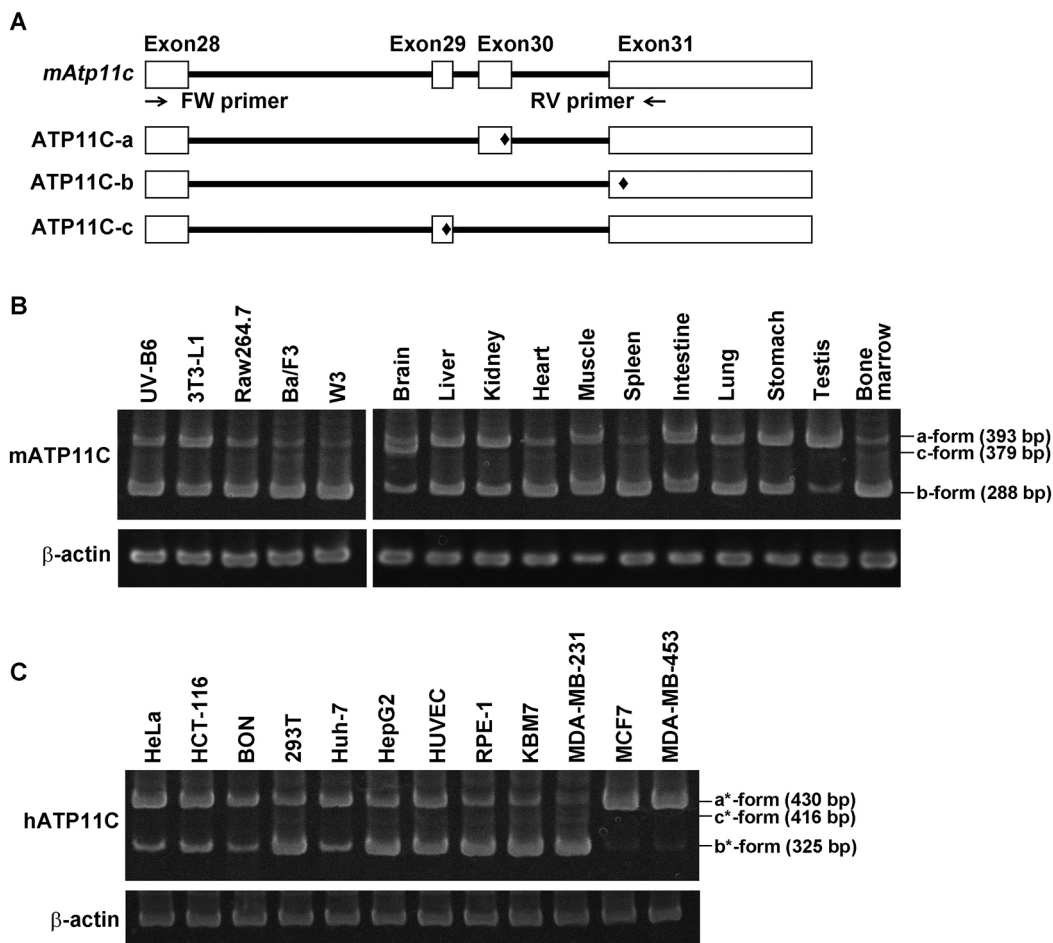 A
Exon28 Exon29 Exon30 Exon31
mAtp11c
FW primer RV primer
ATP11C-a
ATP11C-b
ATP11C-c
B
UV-B6
3T3-L1
Raw264.7
Ba/F3
W3
Brain
Liver
Kidney
Heart
Muscle
Spleen
Intestine
Lung
Stomach
Testis
Bone
marrow
mATP11C
a-form (393 bp)
c-form (379 bp)
b-form (288 bp)
β-actin
C
HeLa
HCT-116
BON
293T
Huh-7
HepG2
HUVEC
RPE-1
KBM7
MDA-MB-231
MCF7
MDA-MB-453
hATP11C
a*-form (430 bp)
c*-form (416 bp)
b*-form (325 bp)
β-actin